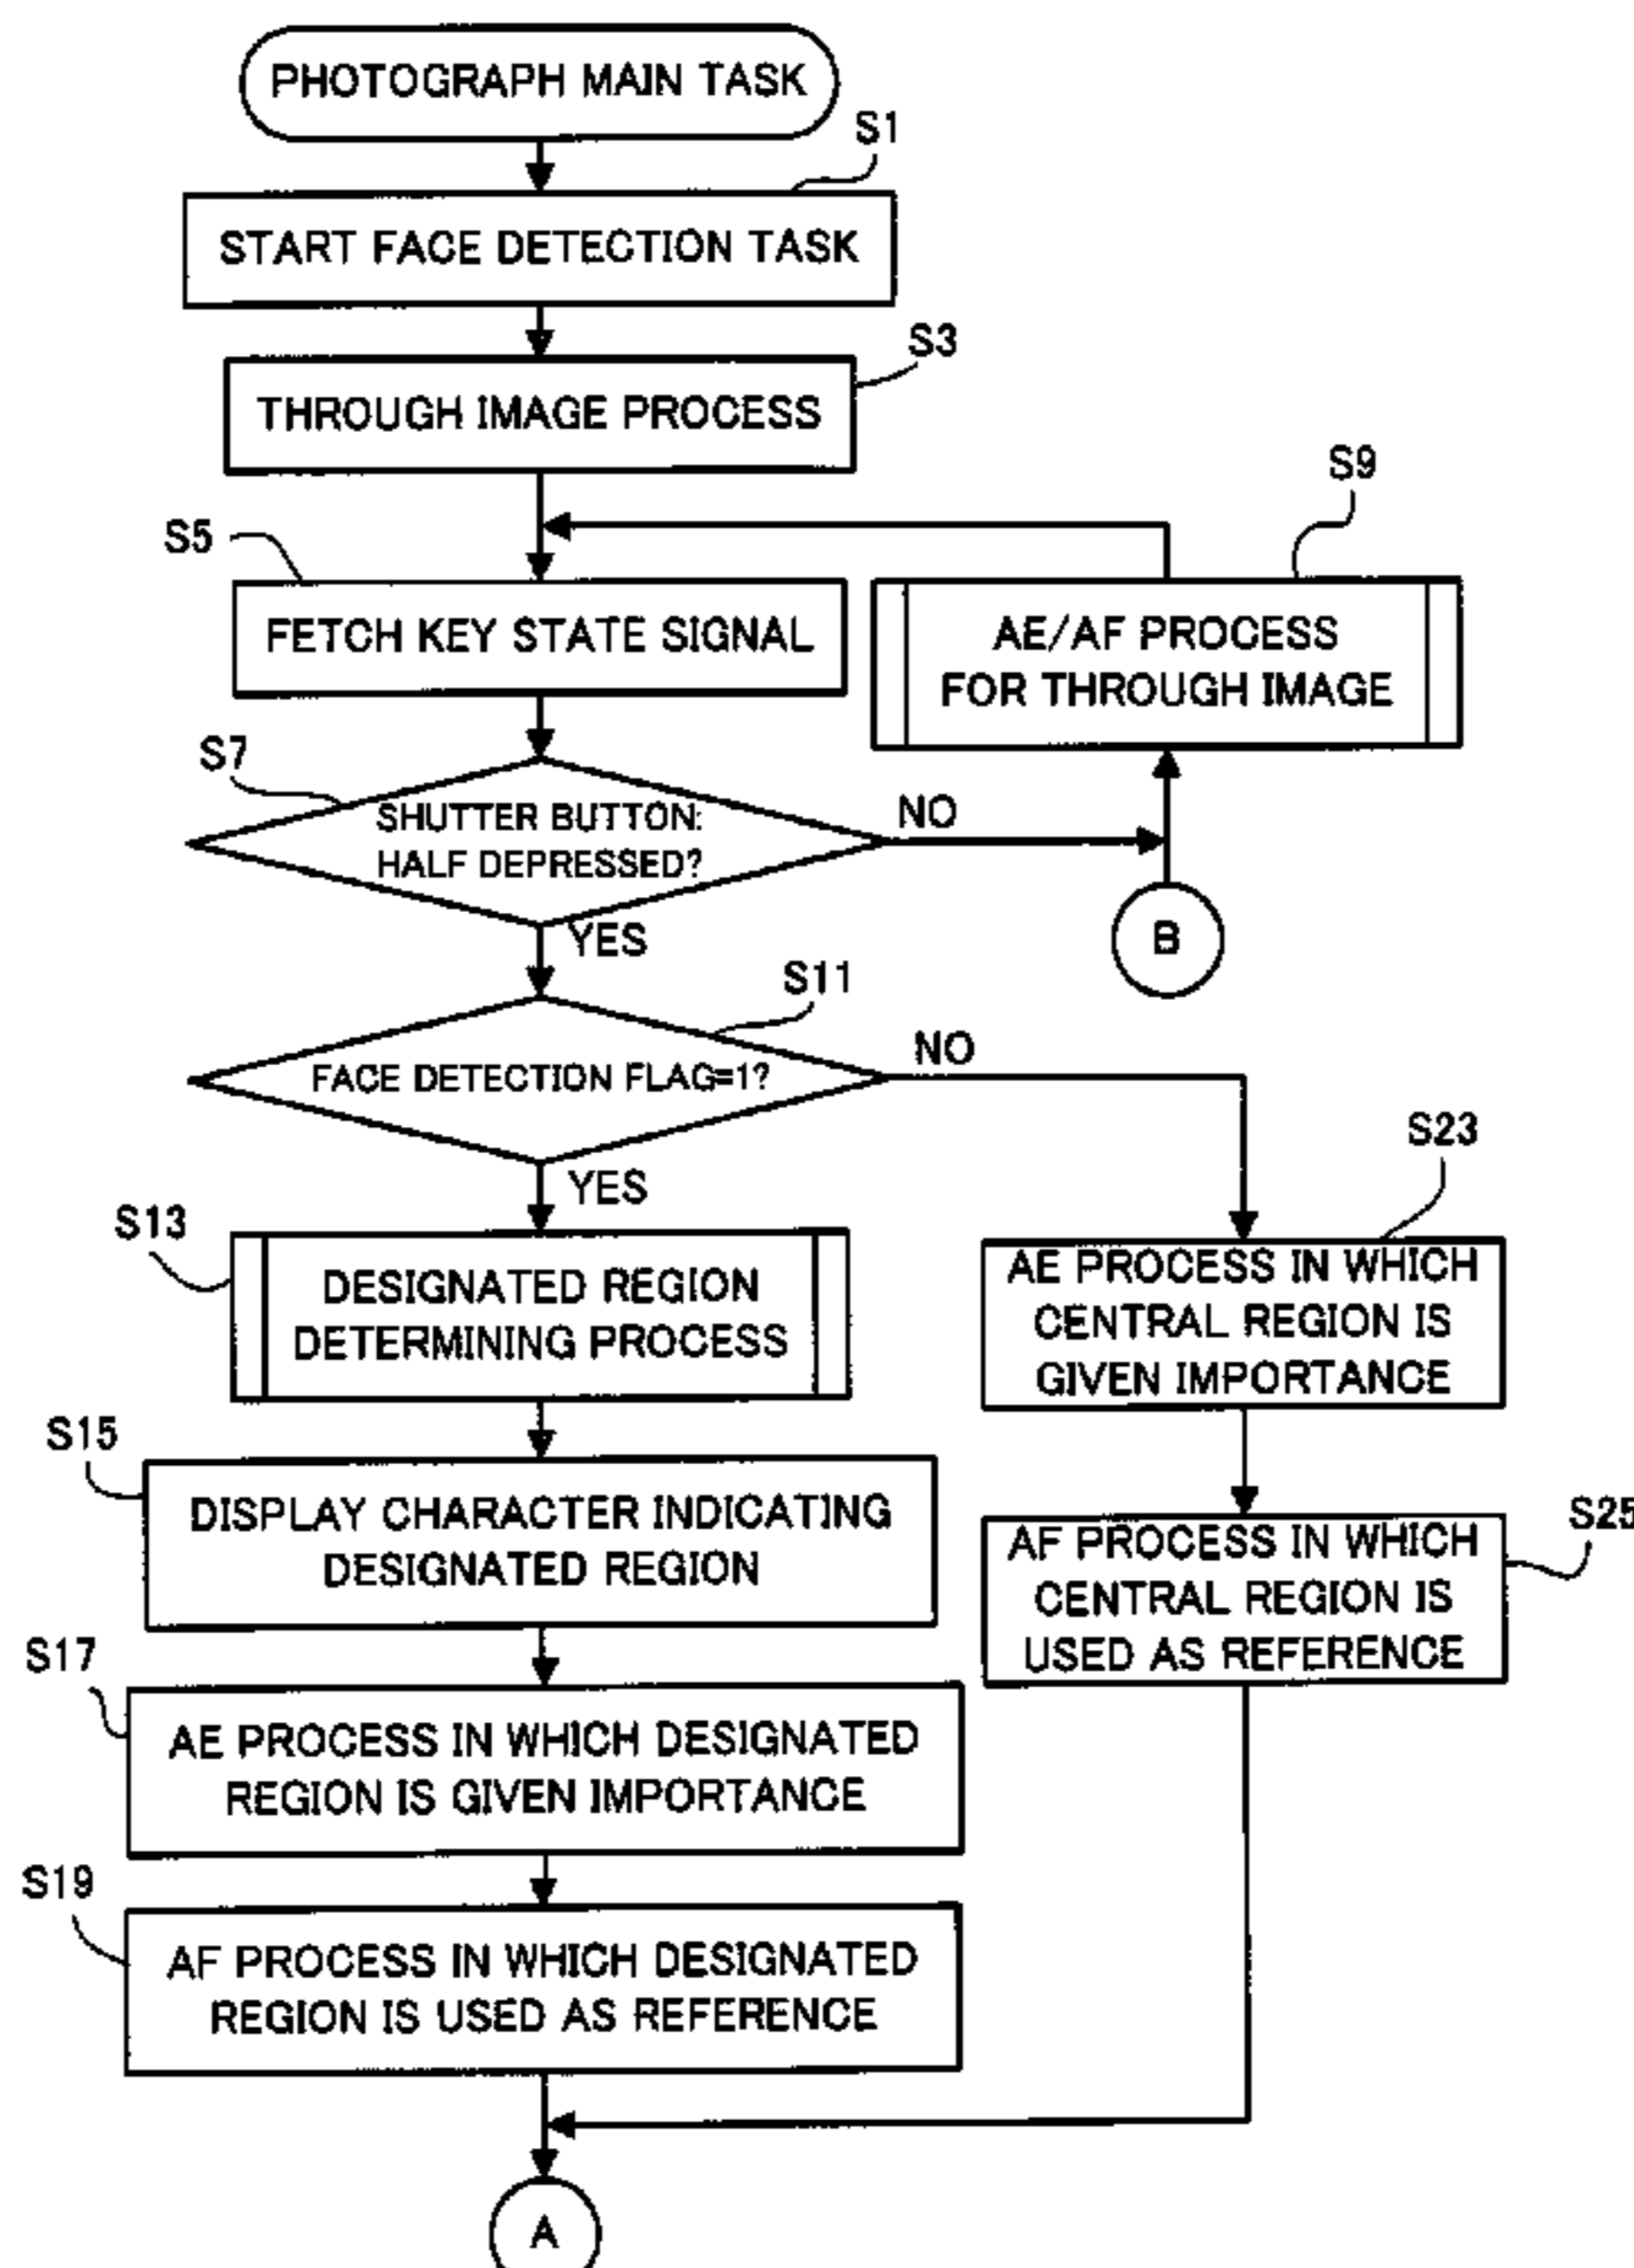 PHOTOGRAPH MAIN TASK
S1
START FACE DETECTION TASK
S3
THROUGH IMAGE PROCESS
S9
S5
FETCH KEY STATE SIGNAL
AE/AF PROCESS
FOR THROUGH IMAGE
S7
SHUTTER BUTTON:
HALF DEPRESSED?
NO
YES
B
S11
FACE DETECTION FLAG=1?
NO
YES
S23
S13
DESIGNATED REGION
DETERMINING PROCESS
AE PROCESS IN WHICH
CENTRAL REGION IS
GIVEN IMPORTANCE
S15
DISPLAY CHARACTER INDICATING
DESIGNATED REGION
S25
AF PROCESS IN WHICH
CENTRAL REGION IS
USED AS REFERENCE
S17
AE PROCESS IN WHICH DESIGNATED
REGION IS GIVEN IMPORTANCE
S19
AF PROCESS IN WHICH DESIGNATED
REGION IS USED AS REFERENCE
A